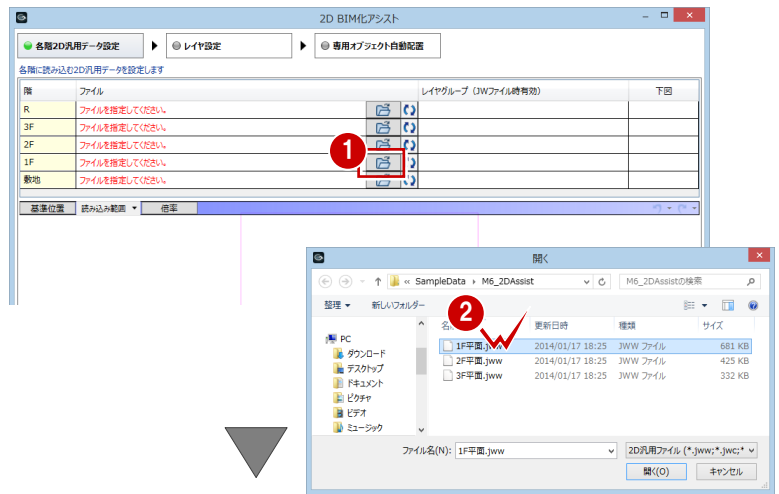 2D BIM化アシスト
各階2D汎用データ設定
レイヤ設定
専用オブジェクト自動配置
各階に読み込む2D汎用データを設定します
階 ファイル レイヤグループ（JWファイル時有効） 下図
R ファイルを指定してください。
3F ファイルを指定してください。
2F ファイルを指定してください。
1F ファイルを指定してください。
敷地 ファイルを指定してください。
1
基準位置 読み込み範囲 倍率
開く
« SampleData M6_2DAssist M6_2DAssistの検索
整理 新しいフォルダー
2
更新日時 種類 サイズ
PC
ダウンロード
デスクトップ
ドキュメント
ピクチャ
ビデオ
ミュージック
1F平面.jww 2014/01/17 18:25 JWW ファイル 681 KB
2F平面.jww 2014/01/17 18:25 JWW ファイル 425 KB
3F平面.jww 2014/01/17 18:25 JWW ファイル 332 KB
ファイル名(N): 1F平面.jww 2D汎用ファイル (*.jww;*.jwc;*
開く(O) キャンセル